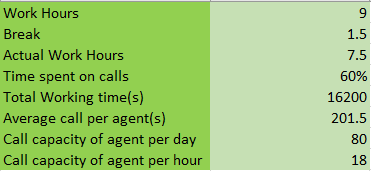 Work Hours 9
Break 1.5
Actual Work Hours 7.5
Time spent on calls 60%
Total Working time(s) 16200
Average call per agent(s) 201.5
Call capacity of agent per day 80
Call capacity of agent per hour 18